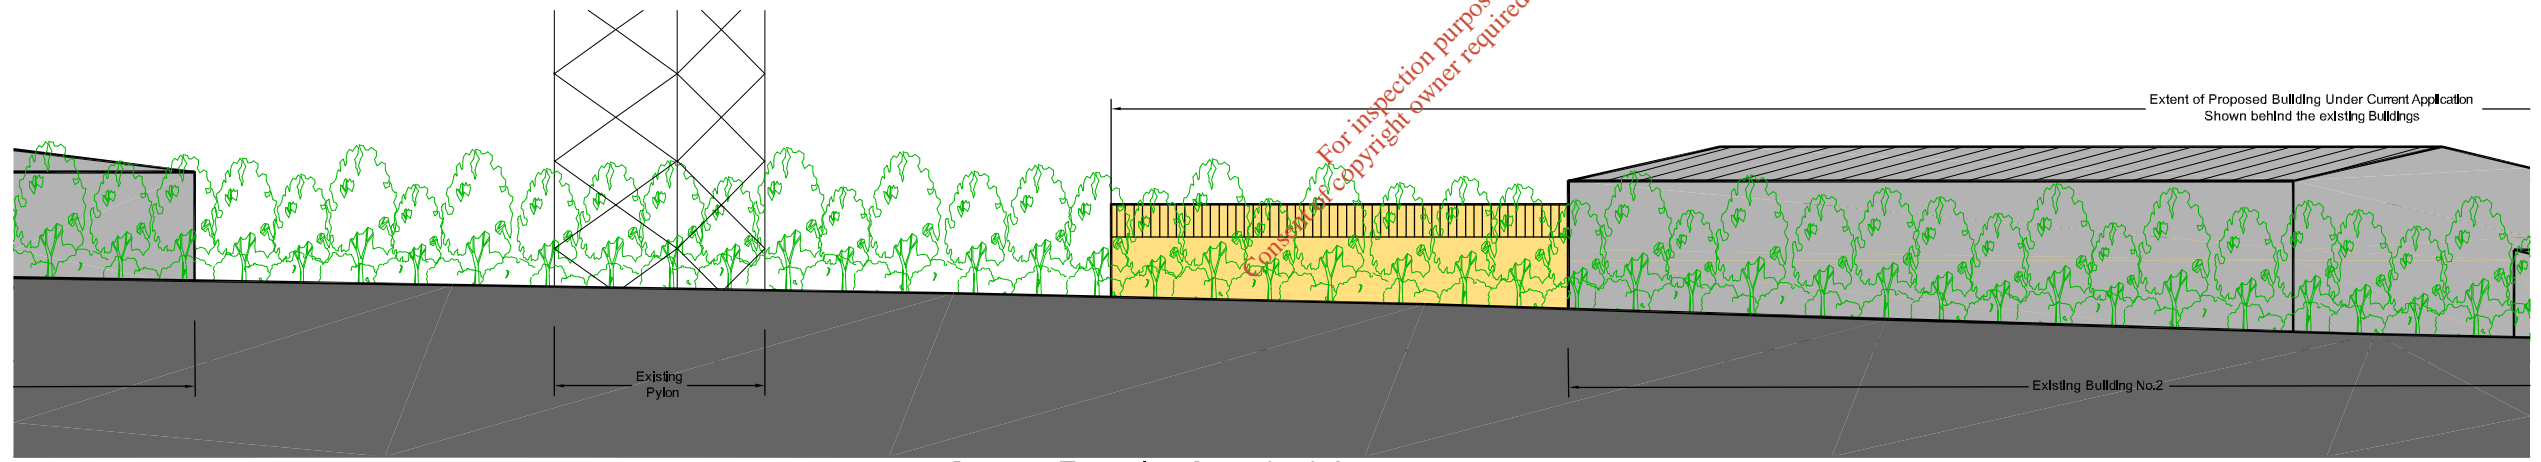 For inspection purpos
Consent of copyright owner required
Extent of Proposed Building Under Current Application
Shown behind the existing Buildings
Existing
Pylon
Existing Building No.2